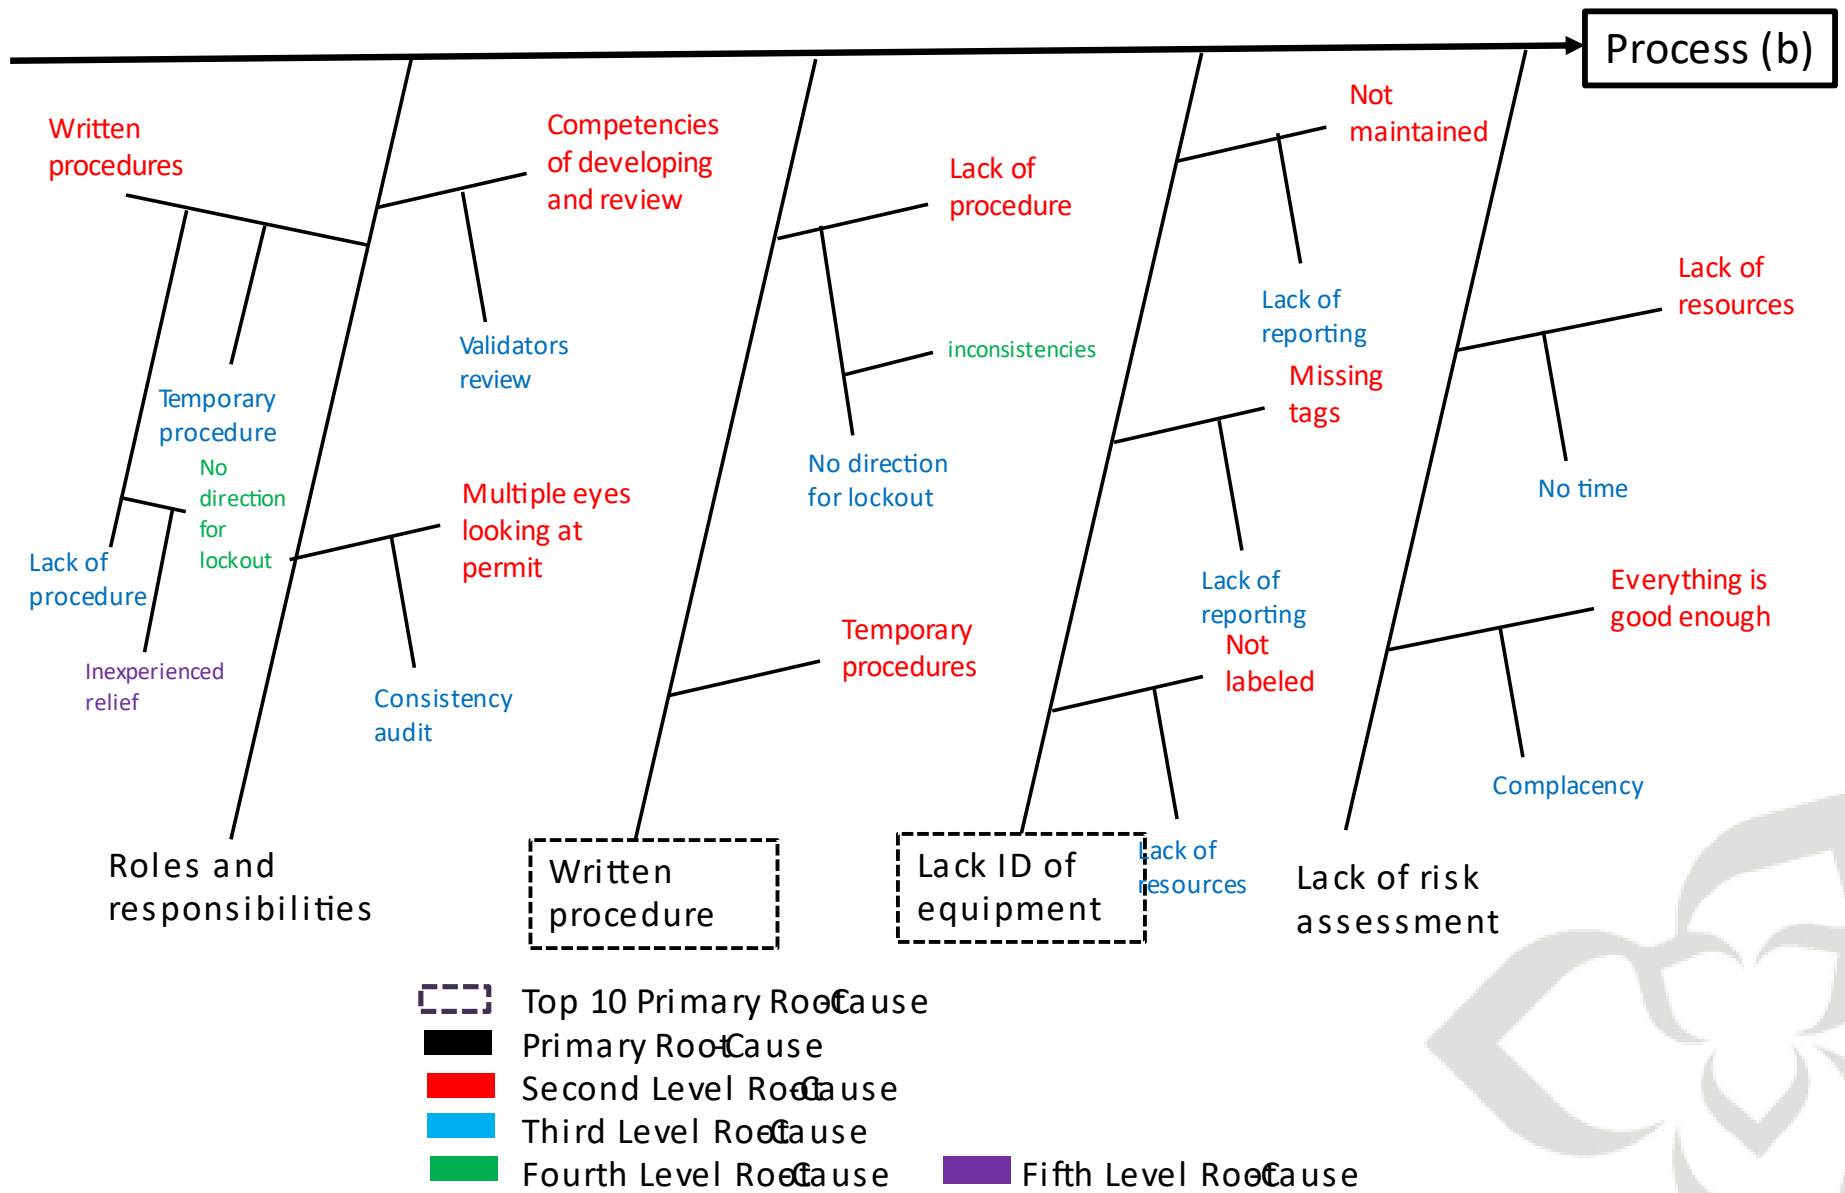 Process (b)
Written
procedures
Competencies
of developing
and review
Lack of
procedure
Not
maintained
Lack of
resources
Validators
review
Temporary
procedure
No
direction
for
lockout
Lack of
procedure
Inexperienced
relief
Multiple eyes
looking at
permit
Consistency
audit
inconsistencies
No direction
for lockout
Temporary
procedures
Lack of
reporting
Missing
tags
Lack of
reporting
Not
labeled
Lack of
resources
No time
Everything is
good enough
Complacency
Roles and
responsibilities
Written
procedure
Lack ID of
equipment
Lack of risk
assessment
Top 10 Primary Root-Cause
Primary Root-Cause
Second Level Root-Cause
Third Level Root-Cause
Fourth Level Root-Cause
Fifth Level Root-Cause